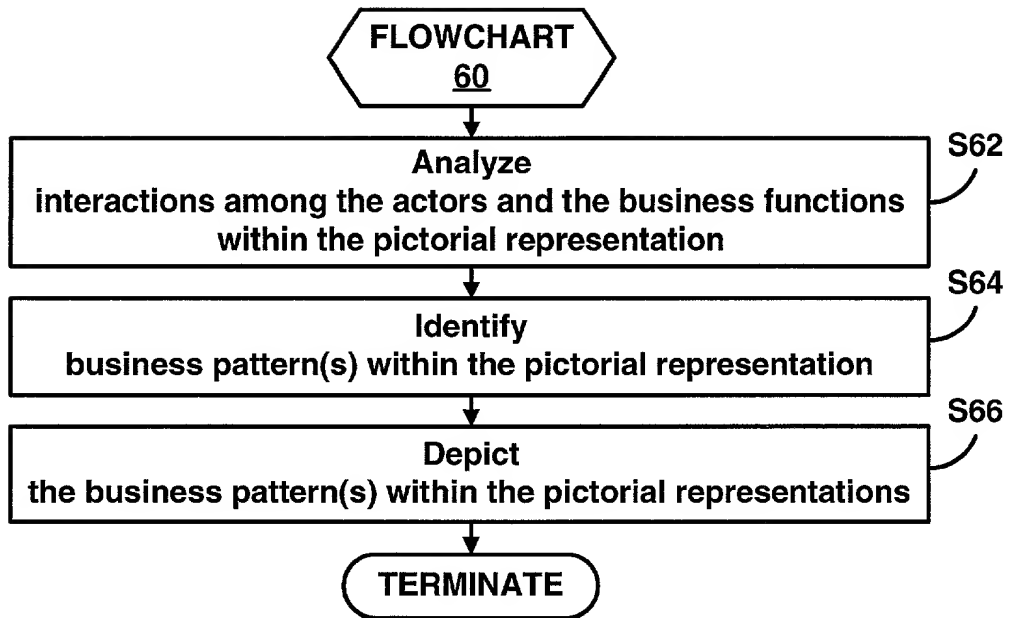 FLOWCHART
60
S62
Analyze
interactions among the actors and the business functions
within the pictorial representation
S64
Identify
business pattern(s) within the pictorial representation
S66
Depict
the business pattern(s) within the pictorial representations
TERMINATE